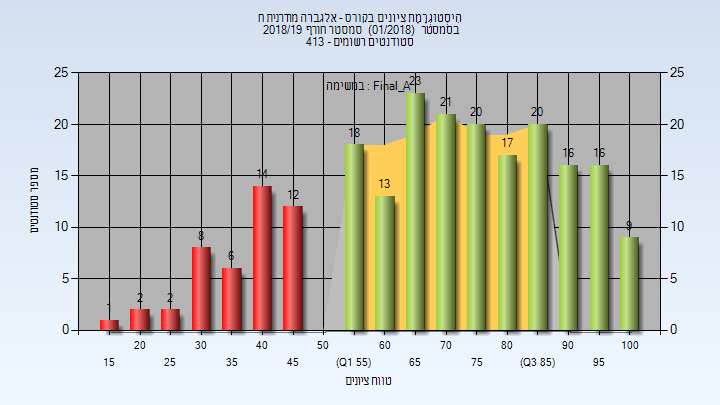 הִיסְטוֹגְרָמַת ציונים בקורס - אלגברה מודרנית ח
בסמסטר (01/2018) סמסטר חורף 2018/19
סטודנטים רשומים - 413
במשימה : Final_A
מספר סטודנטים
25 25
20 20
15 15
10 10
5 5
0 0
1 2 2 8 6 14 12 18 13 23 21 20 17 20 16 16 9
20 30 40 50 60 70 80 90 100
15 25 35 45 (Q1 55) 65 75 (Q3 85) 95
טווח ציונים